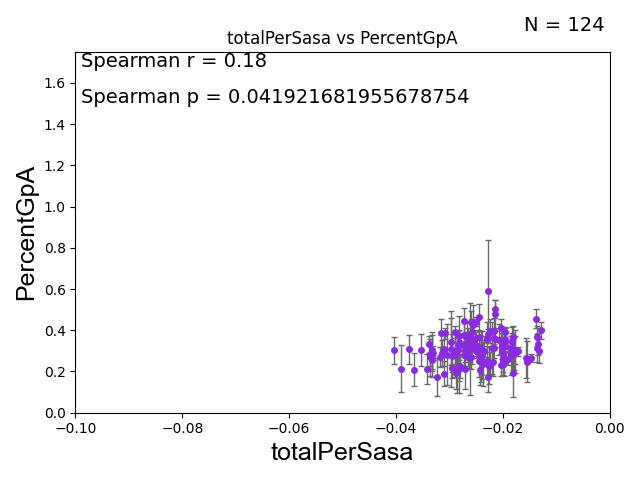 N = 124
totalPerSasa vs PercentGpA
Spearman r = 0.18
Spearman p = 0.041921681955678754
PercentGpA
1.6
1.4
1.2
1.0
0.8
0.6
0.4
0.2
0.0
−0.10 −0.08 −0.06 −0.04 −0.02 0.00
totalPerSasa